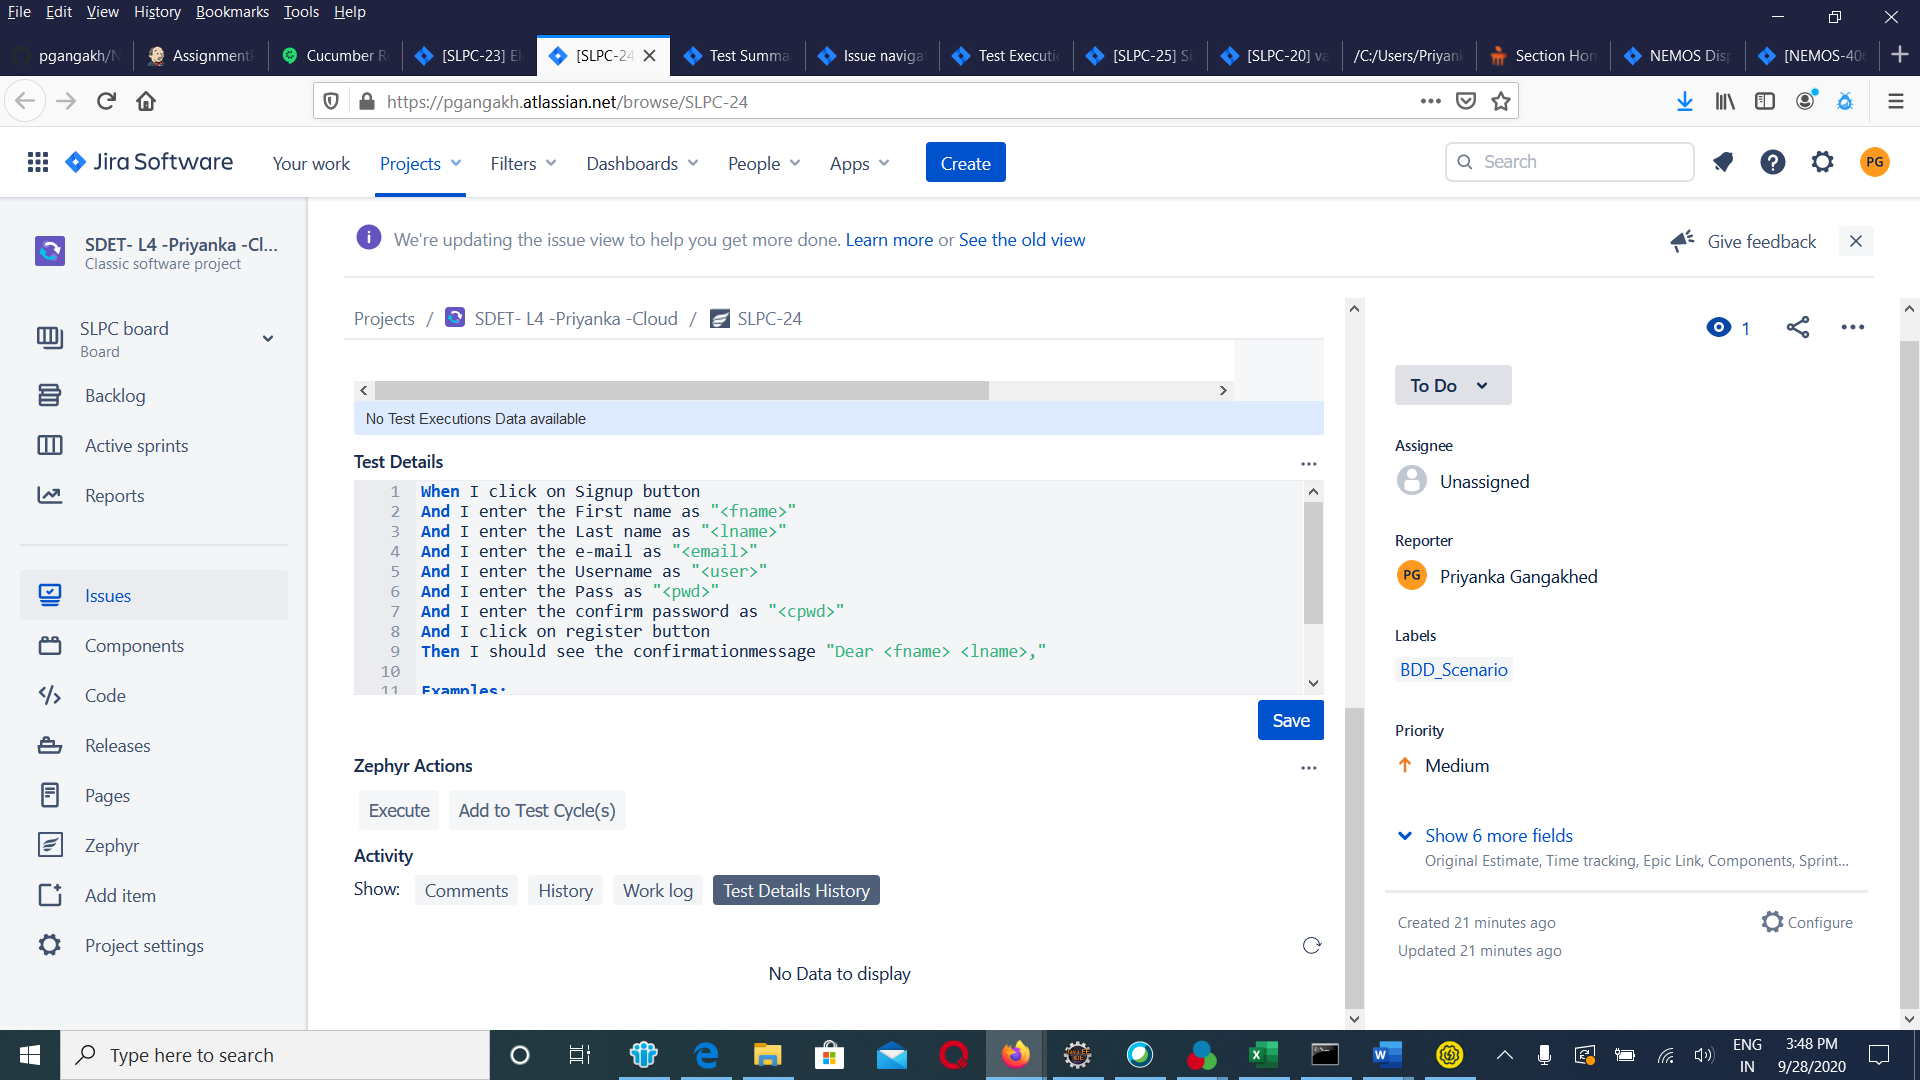 File Edit View History Bookmarks Tools Help
pgangakh/N
Assignment
Cucumber R
[SLPC-23] El
[SLPC-24
Test Summa
Issue naviga
Test Executi
[SLPC-25] Si
[SLPC-20] va
/C:/Users/Priyank
Section Hon
NEMOS Disp
[NEMOS-406
https://pgangakh.atlassian.net/browse/SLPC-24
Jira Software
Your work
Projects
Filters
Dashboards
People
Apps
Create
Search
PG
SDET- L4 -Priyanka -Cl...
Classic software project
We're updating the issue view to help you get more done. Learn more or See the old view
Give feedback
SLPC board
Board
Backlog
Active sprints
Reports
Issues
Components
Code
Releases
Pages
Zephyr
Add item
Project settings
Projects / SDET- L4 -Priyanka -Cloud / SLPC-24
No Test Executions Data available
Test Details
1 When I click on Signup button
2 And I enter the First name as "<fname>"
3 And I enter the Last name as "<lname>"
4 And I enter the e-mail as "<email>"
5 And I enter the Username as "<user>"
6 And I enter the Pass as "<pwd>"
7 And I enter the confirm password as "<cpwd>"
8 And I click on register button
9 Then I should see the confirmationmessage "Dear <fname> <lname>,"
10
11 Examples:
Save
Zephyr Actions
Execute
Add to Test Cycle(s)
Activity
Show: Comments History Work log Test Details History
No Data to display
1
To Do
Assignee
Unassigned
Reporter
PG Priyanka Gangakhed
Labels
BDD_Scenario
Priority
Medium
Show 6 more fields
Original Estimate, Time tracking, Epic Link, Components, Sprint...
Created 21 minutes ago
Configure
Updated 21 minutes ago
Type here to search
ENG
IN
3:48 PM
9/28/2020